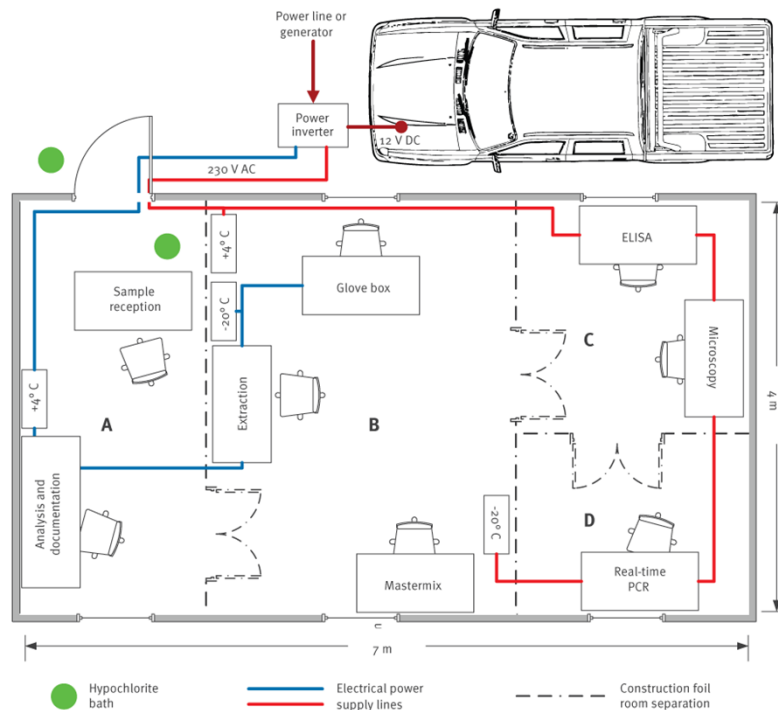 Power line or
generator
Power
inverter
12 V DC
230 V AC
+4° C
ELISA
Sample
reception
-20° C
Glove box
C
Microscopy
+4° C
A
Extraction
B
4 m
Analysis and
documentation
-20° C
D
Mastermix
Real-time
PCR
7 m
Hypochlorite
bath
Electrical power
supply lines
Construction foil
room separation